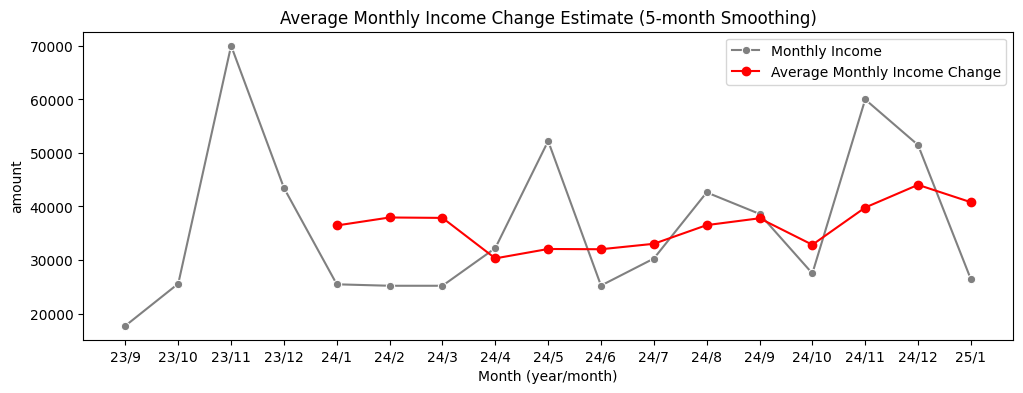 Average Monthly Income Change Estimate (5-month Smoothing)
Monthly Income
Average Monthly Income Change
70000
60000
50000
40000
30000
20000
amount
23/9 23/10 23/11 23/12 24/1 24/2 24/3 24/4 24/5 24/6 24/7 24/8 24/9 24/10 24/11 24/12 25/1
Month (year/month)